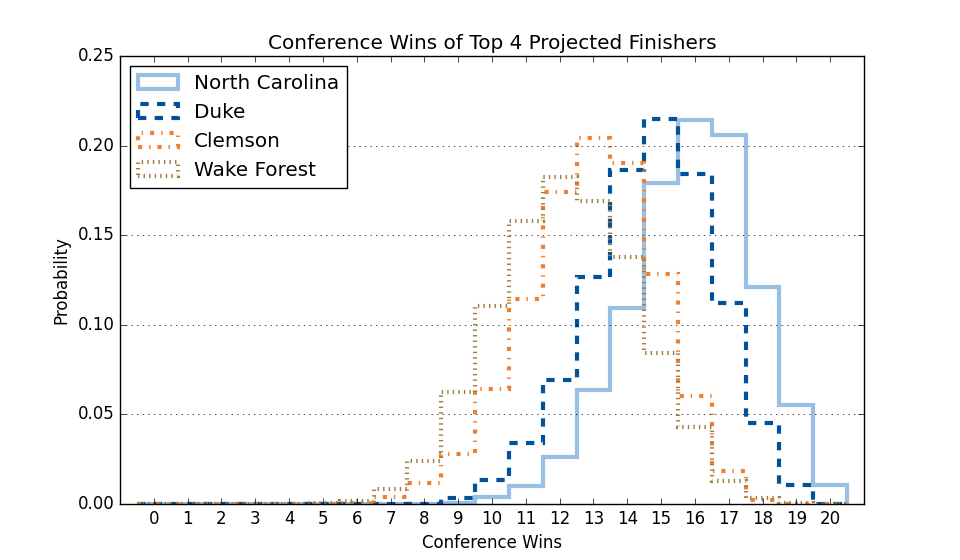 Conference Wins of Top 4 Projected Finishers
0.25
North Carolina
Duke
Clemson
Wake Forest
0.20
0.15
0.10
0.05
0.00
Probability
0 1 2 3 4 5 6 7 8 9 10 11 12 13 14 15 16 17 18 19 20
Conference Wins